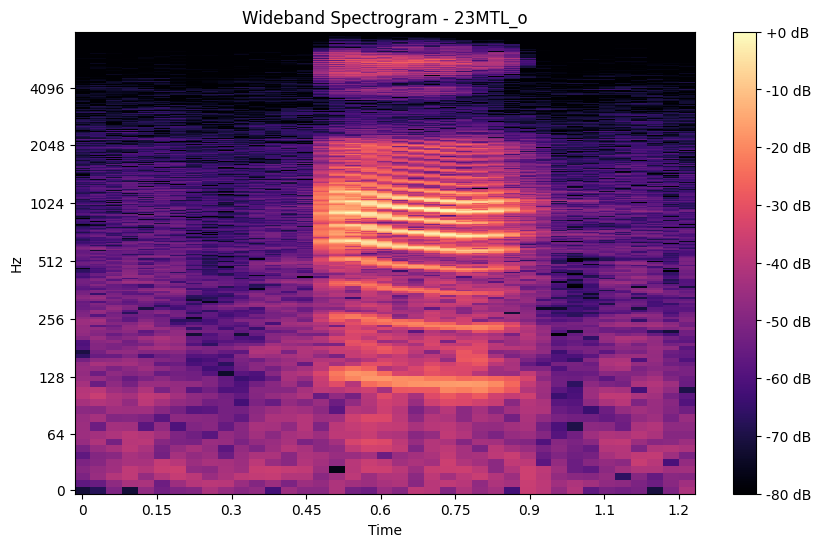 Wideband Spectrogram - 23MTL_o
Hz
4096
2048
1024
512
256
128
64
0
0 0.15 0.3 0.45 0.6 0.75 0.9 1.1 1.2
Time
+0 dB
-10 dB
-20 dB
-30 dB
-40 dB
-50 dB
-60 dB
-70 dB
-80 dB